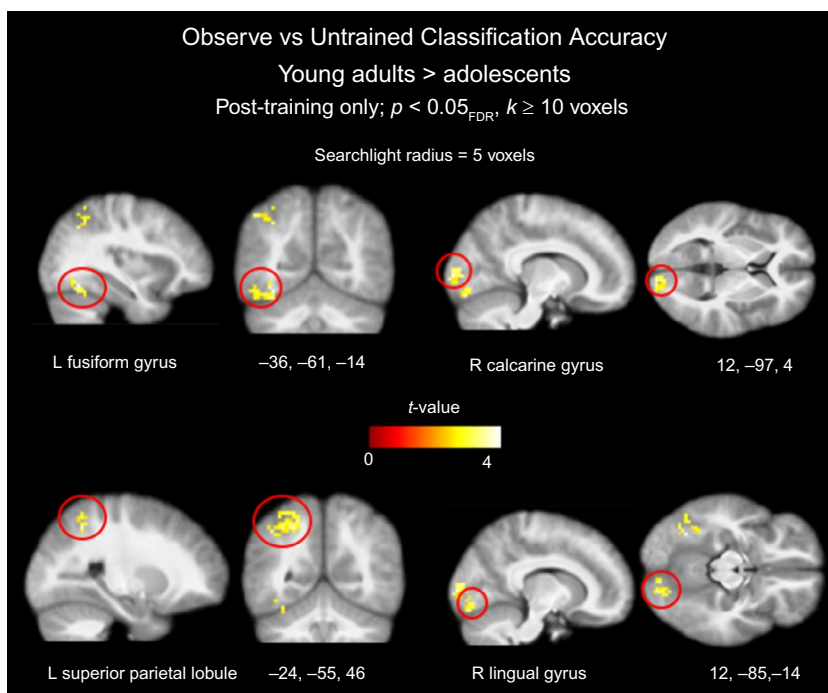 Observe vs Untrained Classification Accuracy
Young adults > adolescents
Post-training only; p < 0.05FDR, k ≥ 10 voxels
Searchlight radius = 5 voxels
L fusiform gyrus
–36, –61, –14
R calcarine gyrus
12, –97, 4
t-value
0
4
L superior parietal lobule
–24, –55, 46
R lingual gyrus
12, –85,–14